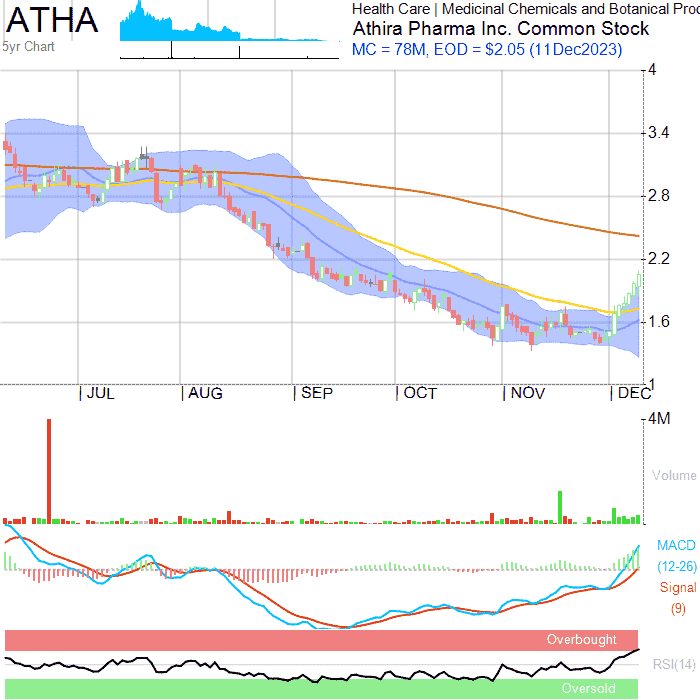 ATHA
5yr Chart
Health Care | Medicinal Chemicals and Botanical Proc
Athira Pharma Inc. Common Stock
MC = 78M, EOD = $2.05 (11Dec2023)
4
3.4
2.8
2.2
1.6
1
JUL AUG SEP OCT NOV DEC
4M
Volume
MACD
(12-26)
Signal
(9)
Overbought
RSI(14)
Oversold